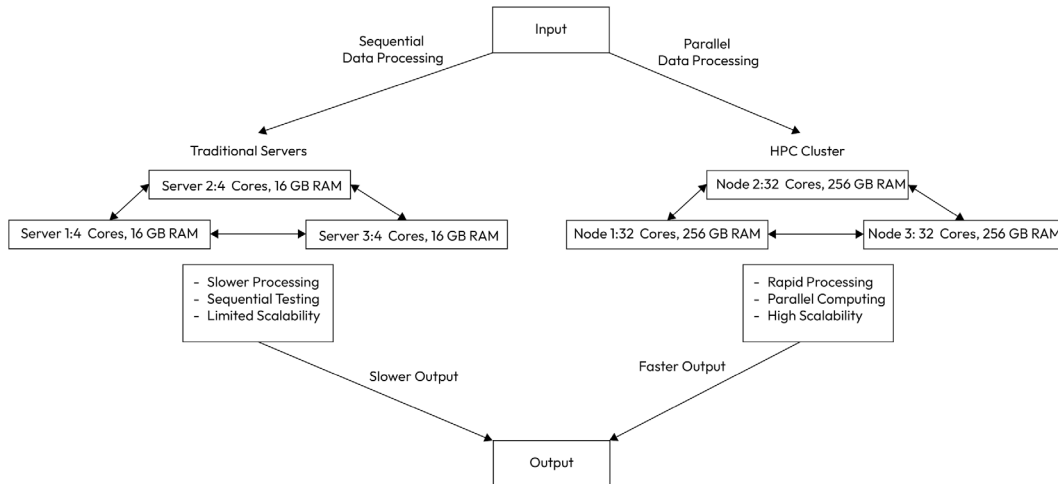 Input
Sequential
Data Processing
Parallel
Data Processing
Traditional Servers
HPC Cluster
Server 2:4 Cores, 16 GB RAM
Node 2:32 Cores, 256 GB RAM
Server 1:4 Cores, 16 GB RAM
Server 3:4 Cores, 16 GB RAM
Node 1:32 Cores, 256 GB RAM
Node 3: 32 Cores, 256 GB RAM
- Slower Processing
- Sequential Testing
- Limited Scalability
- Rapid Processing
- Parallel Computing
- High Scalability
Slower Output
Faster Output
Output